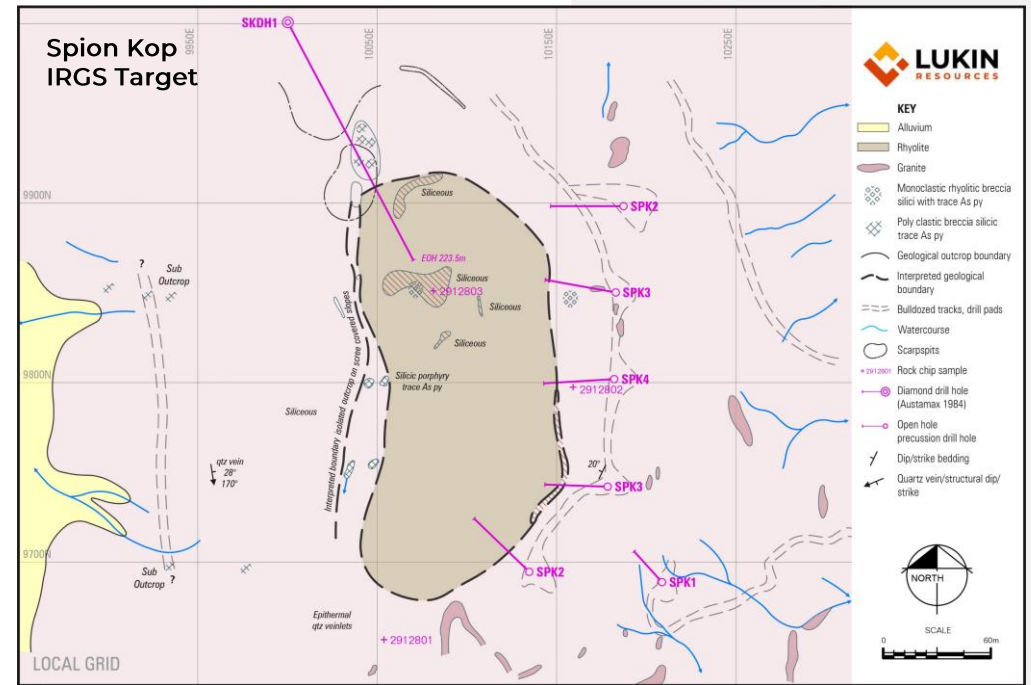 Spion Kop
IRGS Target
SKDH1
9950E
10050E
10150E
10250E
9900N
Siliceous
SPK2
EOH 223.5m
?
Sub
Outcrop
Siliceous
2912803
Siliceous
SPK3
Siliceous
Interpreted boundary isolated outcrop on scree covered slopes
9800N
Silicic porphyry
trace As py
SPK4
2912802
Siliceous
qtz vein
28°
170°
20°
SPK3
9700N
Sub
Outcrop ?
SPK2
SPK1
Epithermal
qtz veinlets
2912801
LOCAL GRID
LUKIN
RESOURCES
KEY
Alluvium
Rhyolite
Granite
Monoclastic rhyolitic breccia
silici with trace As py
Poly clastic breccia silicic
trace As py
Geological outcrop boundary
Interpreted geological
boundary
Bulldozed tracks, drill pads
Watercourse
Scarpspits
+2912801 Rock chip sample
Diamond drill hole
(Austamax 1984)
Open hole
precussion drill hole
Dip/strike bedding
Quartz vein/structural dip/
strike
NORTH
SCALE
0 60m